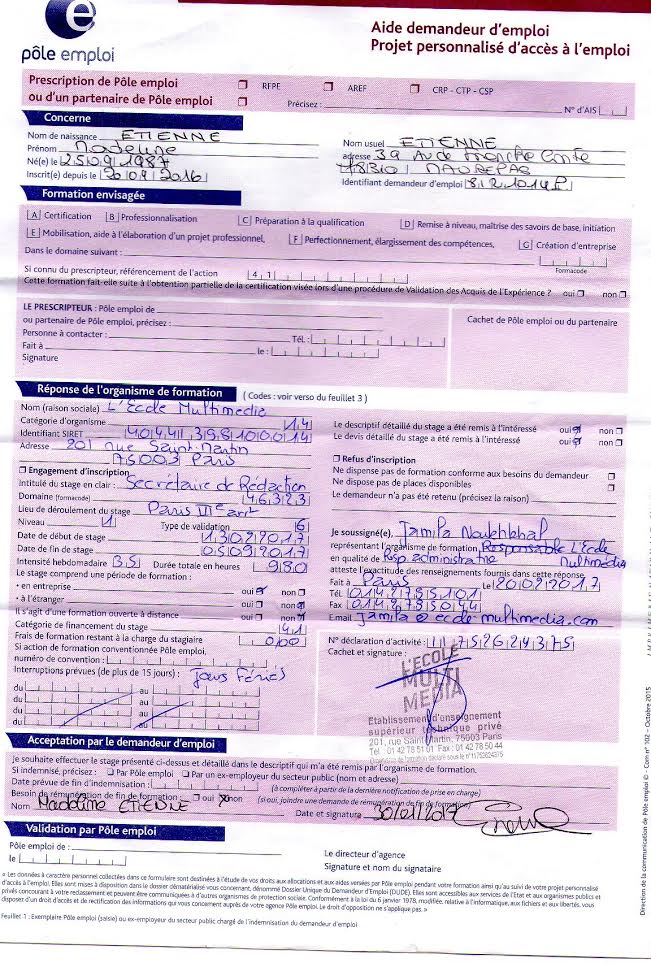 pôle emploi
Aide demandeur d'emploi
Projet personnalisé d'accès à l'emploi
Prescription de Pôle emploi
ou d'un partenaire de Pôle emploi
RFPE AREF CRP - CTP - CSP
Précisez : N° d'AIS
Concerne
Nom de naissance ETIENNE
Prénom Madeline
Né(e) le 25091987
Inscrit(e) depuis le 20092016
Nom usuel ETIENNE
adresse 39 Av de Franche Conte
78310 MAUREPAS
Identifiant demandeur d'emploi
Formation envisagée
A Certification B Professionnalisation C Préparation à la qualification D Remise à niveau, maîtrise des savoirs de base, initiation
E Mobilisation, aide à l'élaboration d'un projet professionnel, F Perfectionnement, élargissement des compétences, G Création d'entreprise
Dans le domaine suivant :
Formacode
Si connu du prescripteur, référencement de l'action 41
Cette formation fait-elle suite à l'obtention partielle de la certification visée lors d'une procédure de Validation des Acquis de l'Expérience ? oui non
LE PRESCRIPTEUR : Pôle emploi de
ou partenaire de Pôle emploi, précisez :
Personne à contacter : Tél. :
Fait à le :
Signature
Cachet de Pôle emploi ou du partenaire
Réponse de l'organisme de formation (Codes : voir verso du feuillet 3)
Nom (raison sociale) L'Ecole Multimedia
Catégorie d'organisme 14
Identifiant SIRET
Adresse 201 rue Saint-Martin
75003 Paris
Engagement d'inscription
Intitulé du stage en clair : Secrétaire de Rédaction
Domaine (formacode) 46323
Lieu de déroulement du stage Paris
Niveau Type de validation 6
Date de début de stage 13092017
Date de fin de stage
Intensité hebdomadaire 35 Durée totale en heures 980
Le stage comprend une période de formation :
• en entreprise oui non
• à l'étranger oui non
Il s'agit d'une formation ouverte à distance oui non
Catégorie de financement du stage 41
Frais de formation restant à la charge du stagiaire 0,00
Si action de formation conventionnée Pôle emploi,
numéro de convention :
Interruptions prévues (de plus de 15 jours) : Jours Fériés
du au
du au
du au
du au
Le descriptif détaillé du stage a été remis à l'intéressé oui non
Le devis détaillé du stage a été remis à l'intéressé oui non
Refus d'inscription
Ne dispense pas de formation conforme aux besoins du demandeur
Ne dispose pas de places disponibles
Le demandeur n'a pas été retenu (précisez la raison)
Je soussigné(e), Jamila
représentant l'organisme de formation, Responsable L'Ecole
en qualité de Resp administrative multimedia
atteste l'exactitude des renseignements fournis dans cette réponse
Fait à Paris Le
Tél. 0142785101
Fax 0142785044
Email jamila@ecole multimedia.com
N° déclaration d'activité : 11752624375
Cachet et signature :
L'ECOLE
MULTI
MEDIA
Etablissement d'enseignement
supérieur technique privé
201, rue Saint-Martin, 75003 Paris
Tél : 01 42 78 51 01 Fax : 01 42 78 50 44
Acceptation par le demandeur d'emploi
Je souhaite effectuer le stage présenté ci-dessus et détaillé dans le descriptif qui m'a été remis par l'organisme de formation.
Si indemnisé, précisez : Par Pôle emploi Par un ex-employeur du secteur public (nom et adresse)
Date prévue de fin d'indemnisation : (à compléter à partir de la dernière notification de prise en charge)
Besoin de rémunération de fin de formation : oui non (si oui, joindre une demande de rémunération de fin de formation)
Nom Madeline ETIENNE Date et signature 30/01/2017
Validation par Pôle emploi
Pôle emploi de :
le
Le directeur d'agence
Signature et nom du signataire
« Les données à caractère personnel collectées dans ce formulaire sont destinées à l'étude de vos droits aux allocations et aux aides versées par Pôle emploi pendant votre formation ainsi qu'au suivi de votre projet personnalisé
d'accès à l'emploi. Elles sont mises à disposition dans le dossier dématérialisé vous concernant, dénommé Dossier Unique du Demandeur d'Emploi (DUDE). Elles sont accessibles aux services de l'Etat et aux organismes publics et
privés concourant à votre reclassement et peuvent être communiquées à d'autres organismes de protection sociale. Conformément à la loi du 6 janvier 1978, modifiée, relative à l'informatique, aux fichiers et aux libertés, vous
disposez d'un droit d'accès et de rectification des informations qui vous concernent auprès de votre agence Pôle emploi. Le droit d'opposition ne s'applique pas. »
Feuillet 1 : Exemplaire Pôle emploi (saisie) ou ex-employeur du secteur public chargé de l'indemnisation du demandeur d'emploi
Direction de la communication de Pôle emploi © - Com n° 502 – Octobre 2015